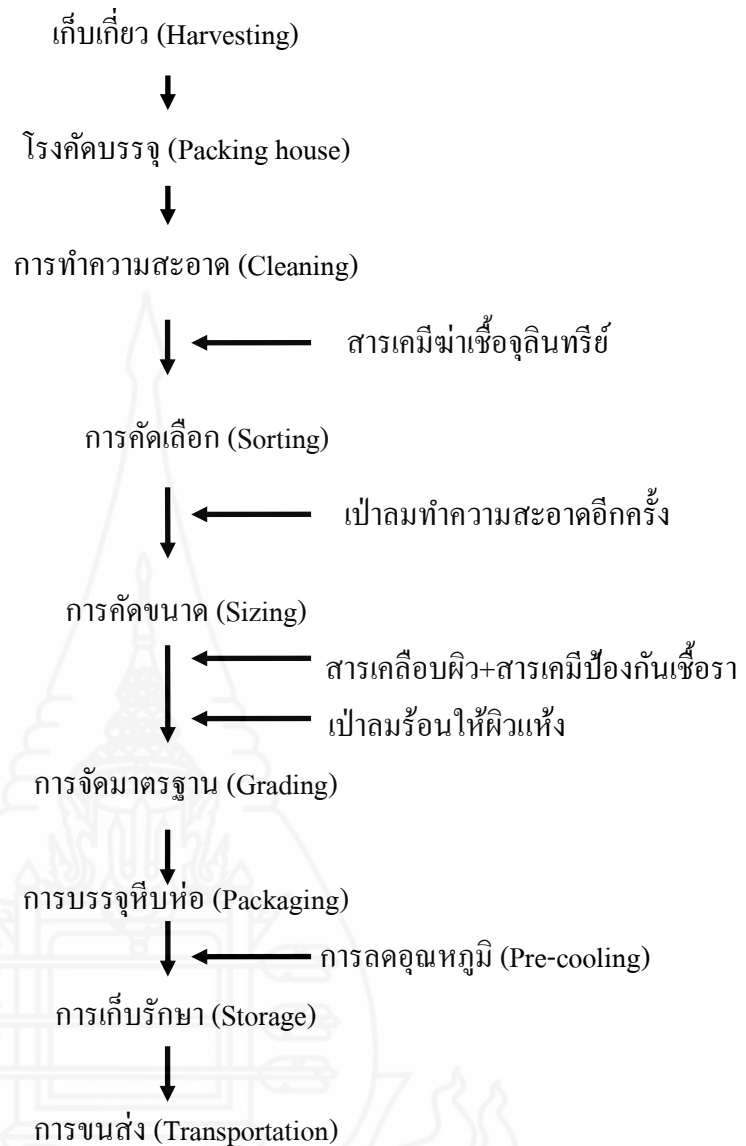 เก็บเกี่ยว (Harvesting)
โรงคัดบรรจุ (Packing house)
การทำความสะอาด (Cleaning)
สารเคมีฆ่าเชื้อจุลินทรีย์
การคัดเลือก (Sorting)
เป่าลมทำความสะอาดอีกครั้ง
การคัดขนาด (Sizing)
สารเคลือบผิว+สารเคมีป้องกันเชื้อรา
เป่าลมร้อนให้ผิวแห้ง
การจัดมาตรฐาน (Grading)
การบรรจุหีบห่อ (Packaging)
การลดอุณหภูมิ (Pre-cooling)
การเก็บรักษา (Storage)
การขนส่ง (Transportation)